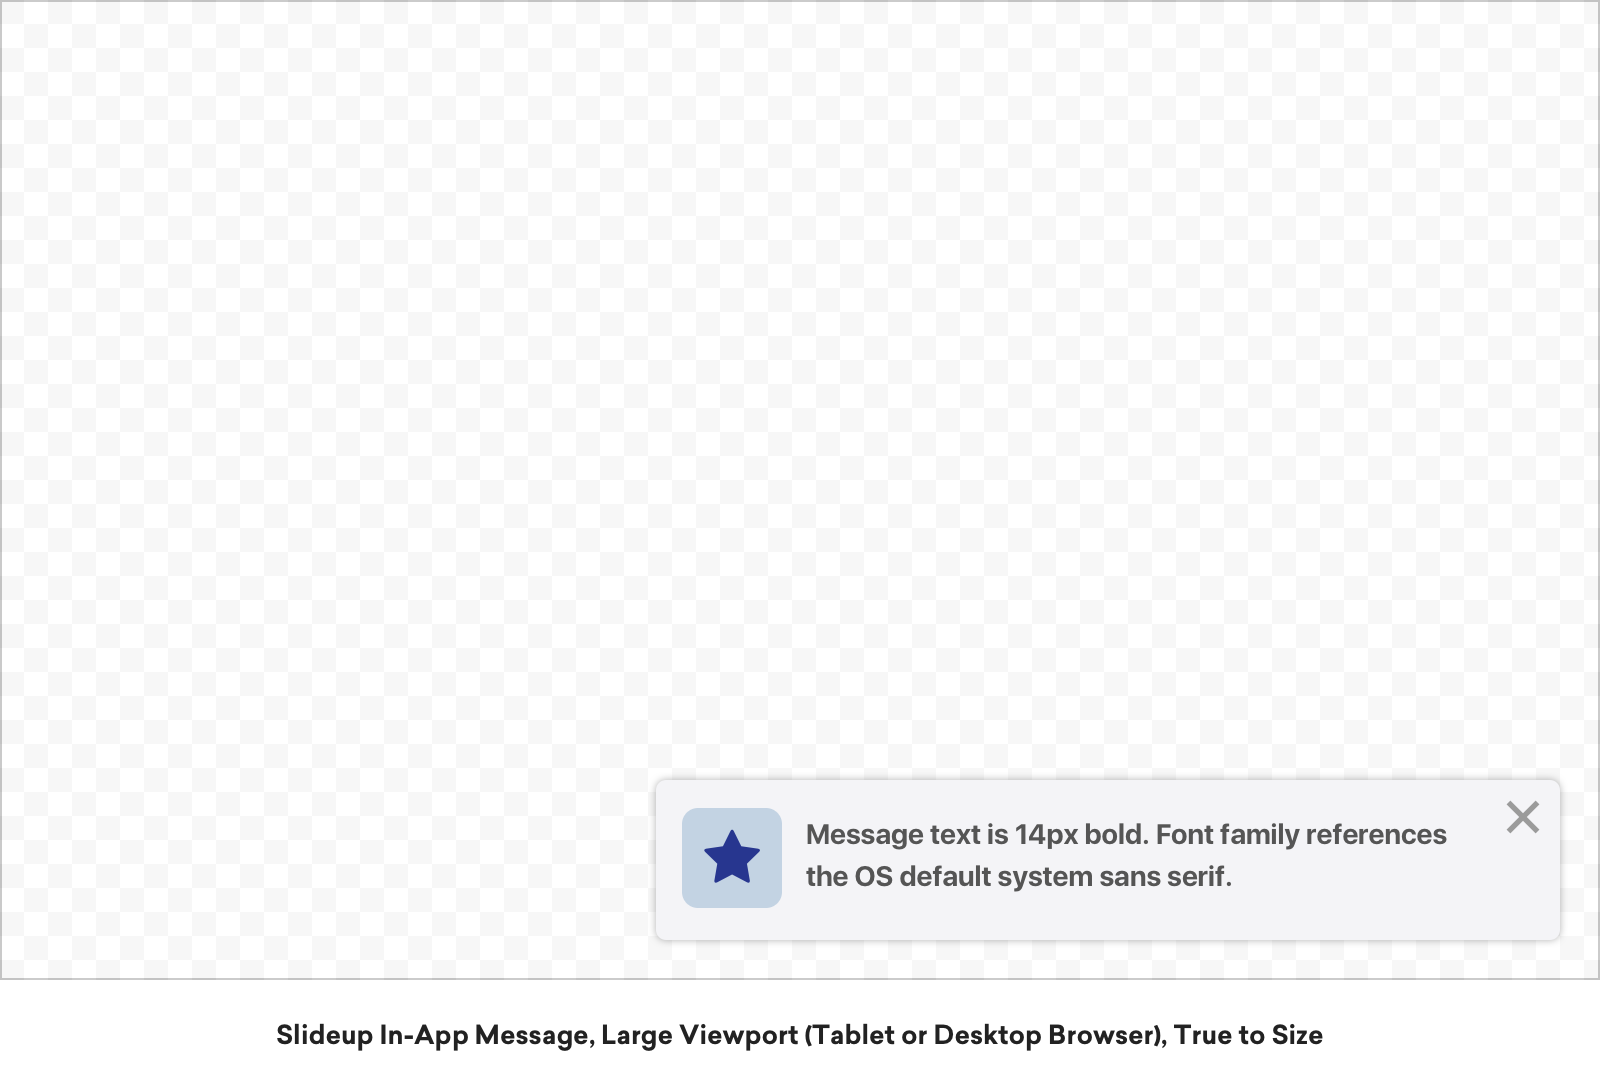 Message text is 14px bold. Font family references
the OS default system sans serif.
Slideup In-App Message, Large Viewport (Tablet or Desktop Browser), True to Size